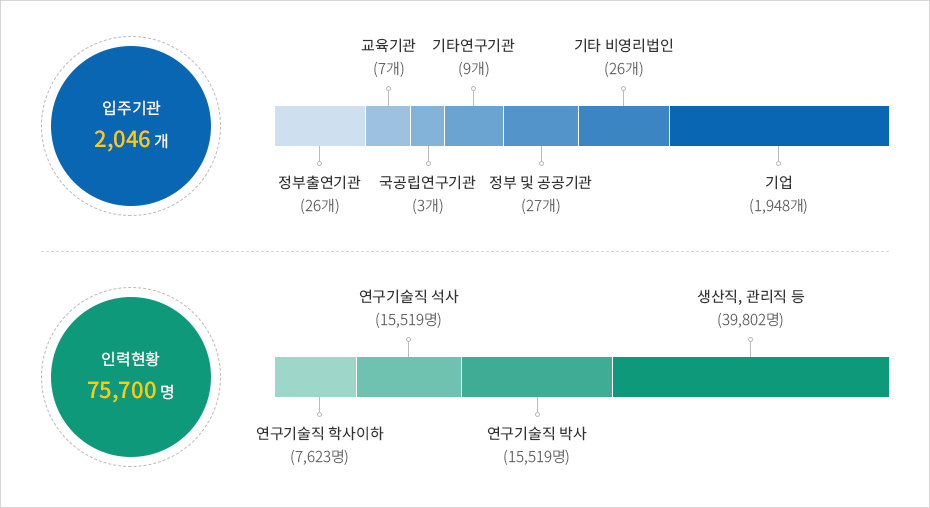 입주기관
2,046 개
교육기관
(7개)
기타연구기관
(9개)
기타 비영리법인
(26개)
정부출연기관
(26개)
국공립연구기관
(3개)
정부 및 공공기관
(27개)
기업
(1,948개)
인력현황
75,700 명
연구기술직 석사
(15,519명)
생산직, 관리직 등
(39,802명)
연구기술직 학사이하
(7,623명)
연구기술직 박사
(15,519명)